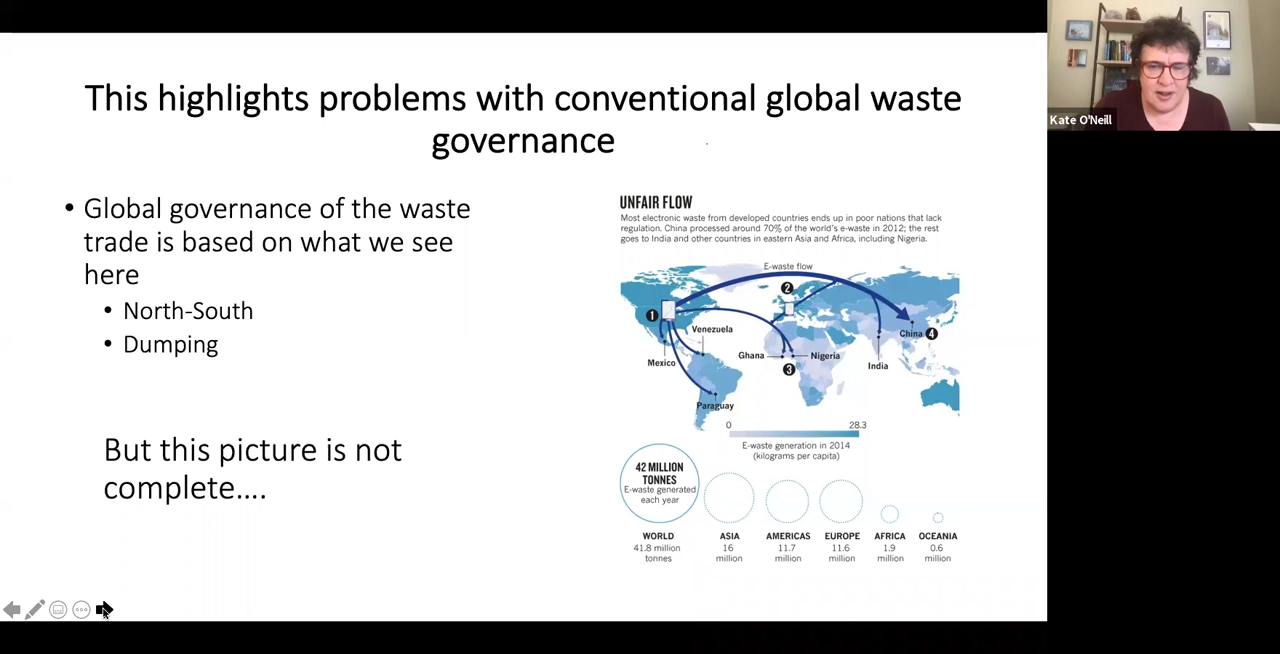 This highlights problems with conventional global waste
governance
• Global governance of the waste
trade is based on what we see
here
• North-South
• Dumping
But this picture is not
complete....
UNFAIR FLOW
Most electronic waste from developed countries ends up in poor nations that lack
regulation. China processed around 70% of the world's e-waste in 2012; the rest
goes to India and other countries in eastern Asia and Africa, including Nigeria.
E-waste flow
2
1
Venezuela
China 4
Mexico
Ghana
Nigeria
India
3
Paraguay
0
28.3
E-waste generation in 2014
(kilograms per capita)
42 MILLION
TONNES
E-waste generated
each year
WORLD
41.8 million
tonnes
ASIA
16
million
AMERICAS
11.7
million
EUROPE
11.6
million
AFRICA
1.9
million
OCEANIA
0.6
million
Kate O'Neill